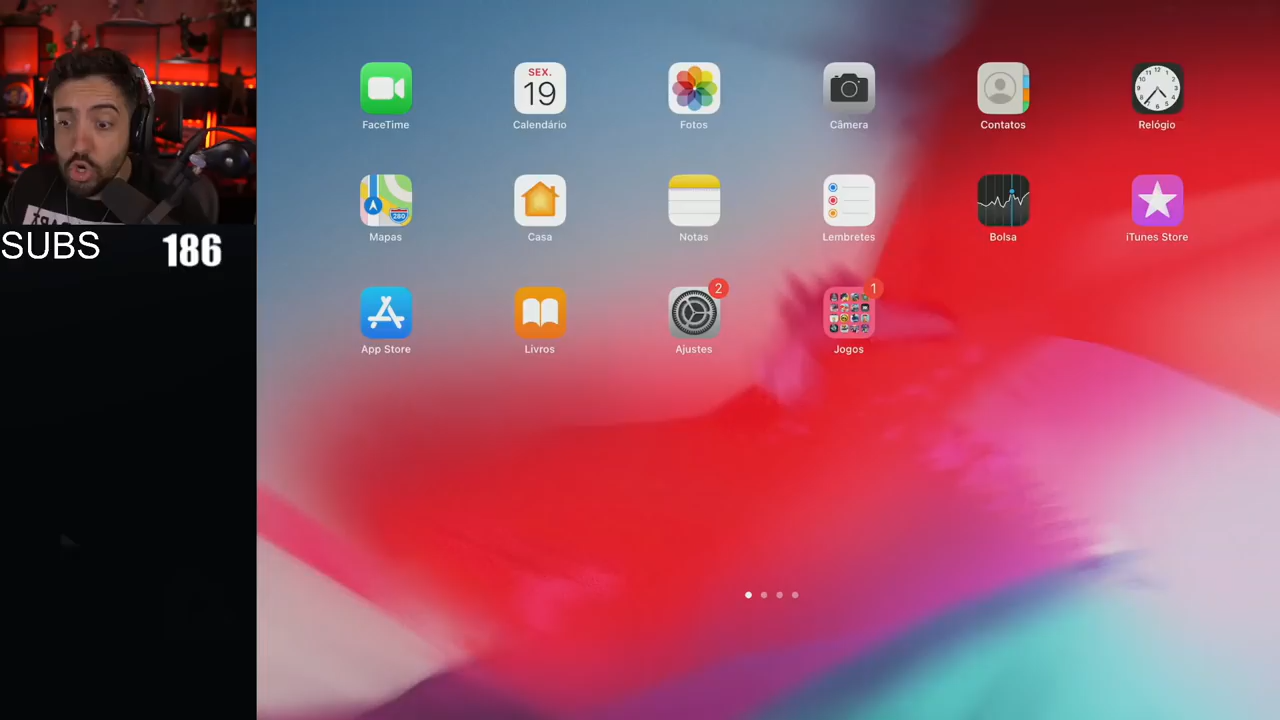 SEX.
19
FaceTime
Calendário
Fotos
Câmera
Contatos
Relógio
SUBS 186
280
Mapas
Casa
Notas
Lembretes
Bolsa
iTunes Store
2
1
App Store
Livros
Ajustes
Jogos